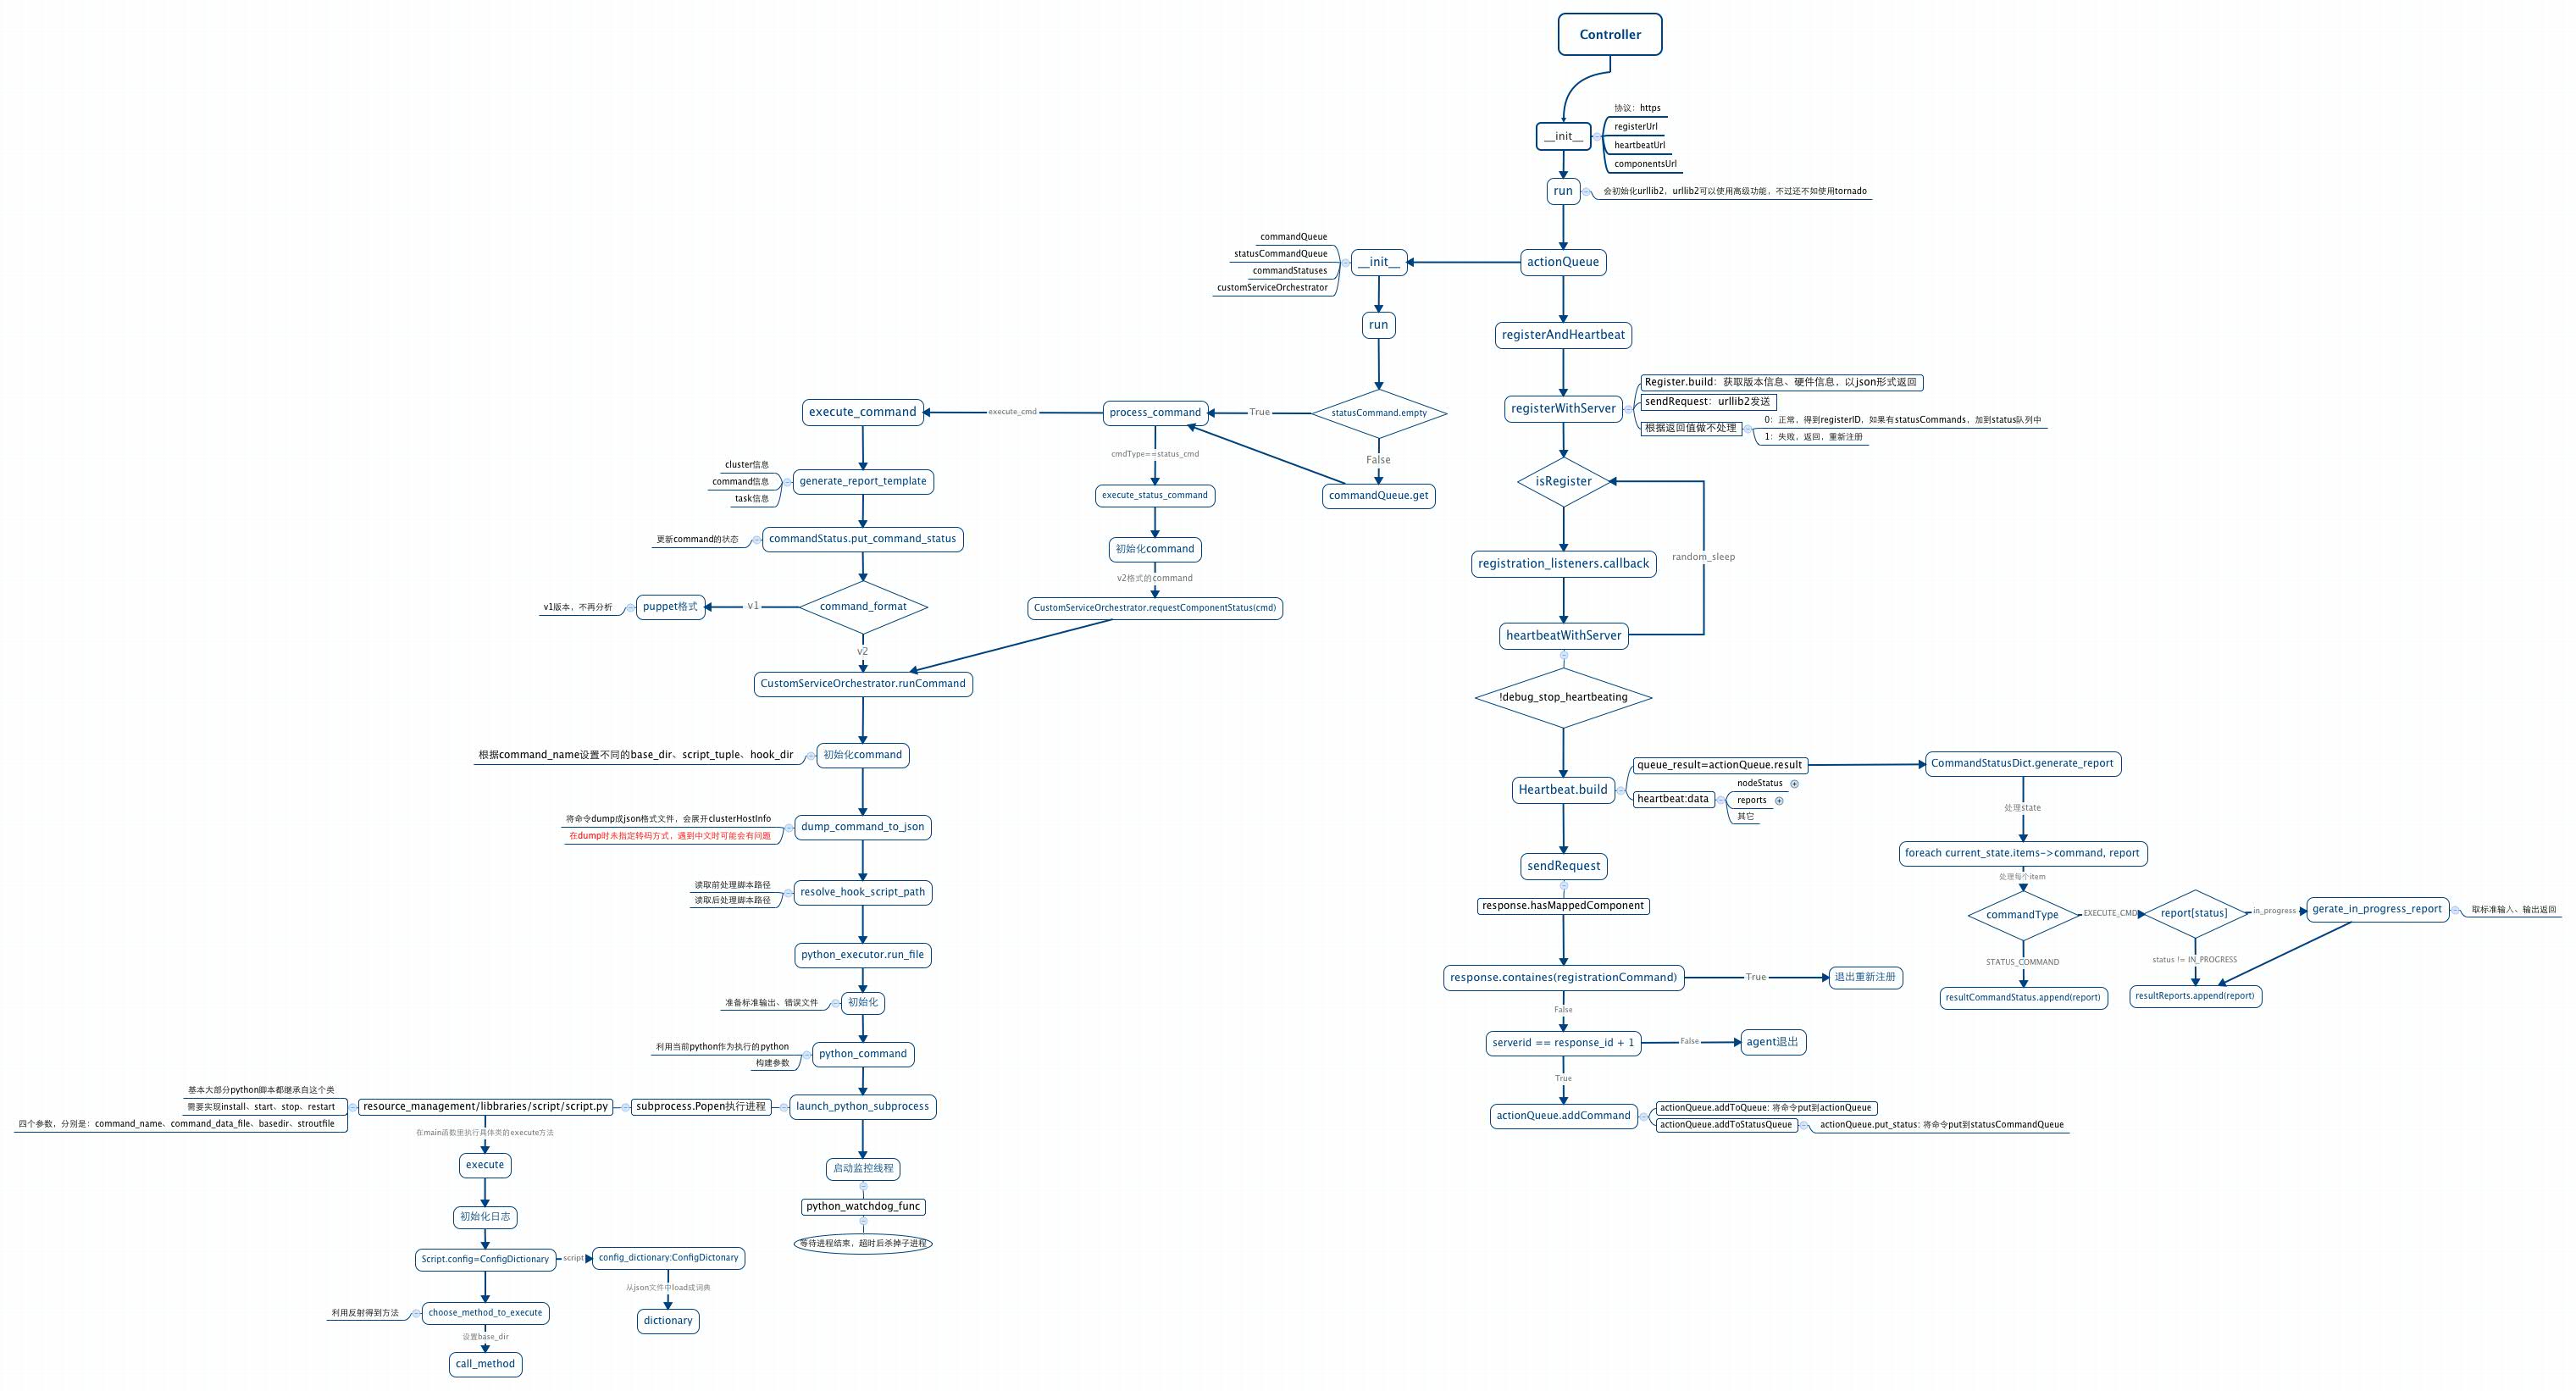 Controller
__init__
协议：https
registerUrl
heartbeatUrl
componentsUrl
run
会初始化urllib2，urllib2可以使用高级功能，不过还不如使用tornado
actionQueue
__init__
commandQueue
statusCommandQueue
commandStatuses
customServiceOrchestrator
run
statusCommand.empty
True
False
commandQueue.get
process_command
execute_cmd
execute_command
cmdType==status_cmd
execute_status_command
初始化command
v2格式的command
CustomServiceOrchestrator.requestComponentStatus(cmd)
generate_report_template
cluster信息
command信息
task信息
commandStatus.put_command_status
更新command的状态
command_format
v1
puppet格式
v1版本，不再分析
v2
CustomServiceOrchestrator.runCommand
初始化command
根据command_name设置不同的base_dir、script_tuple、hook_dir
dump_command_to_json
将命令dump成json格式文件，会展开clusterHostInfo
在dump时未指定转码方式，遇到中文时可能会有问题
resolve_hook_script_path
读取前处理脚本路径
读取后处理脚本路径
python_executor.run_file
初始化
准备标准输出、错误文件
python_command
利用当前python作为执行的python
构建参数
launch_python_subprocess
subprocess.Popen执行进程
resource_management/libbraries/script/script.py
基本大部分python脚本都继承自这个类
需要实现install、start、stop、restart
四个参数，分别是：command_name、command_data_file、basedir、stroutfile
在main函数里执行具体类的execute方法
execute
初始化日志
Script.config=ConfigDictionary
script
config_dictionary:ConfigDictonary
从json文件中load成词典
dictionary
choose_method_to_execute
利用反射得到方法
设置base_dir
call_method
启动监控线程
python_watchdog_func
等待进程结束，超时后杀掉子进程
registerAndHeartbeat
registerWithServer
Register.build：获取版本信息、硬件信息，以json形式返回
sendRequest：urllib2发送
根据返回值做不处理
0：正常，得到registerID，如果有statusCommands，加到status队列中
1：失败，返回，重新注册
isRegister
random_sleep
registration_listeners.callback
heartbeatWithServer
!debug_stop_heartbeating
Heartbeat.build
queue_result=actionQueue.result
heartbeat:data
nodeStatus
reports
其它
CommandStatusDict.generate_report
处理state
foreach current_state.items->command, report
处理每个item
commandType
EXECUTE_CMD
report[status]
in_progress
gerate_in_progress_report
取标准输入、输出返回
STATUS_COMMAND
status != IN_PROGRESS
resultCommandStatus.append(report)
resultReports.append(report)
sendRequest
response.hasMappedComponent
response.containes(registrationCommand)
True
退出重新注册
False
serverid == response_id + 1
False
agent退出
True
actionQueue.addCommand
actionQueue.addToQueue: 将命令put到actionQueue
actionQueue.addToStatusQueue
actionQueue.put_status: 将命令put到statusCommandQueue